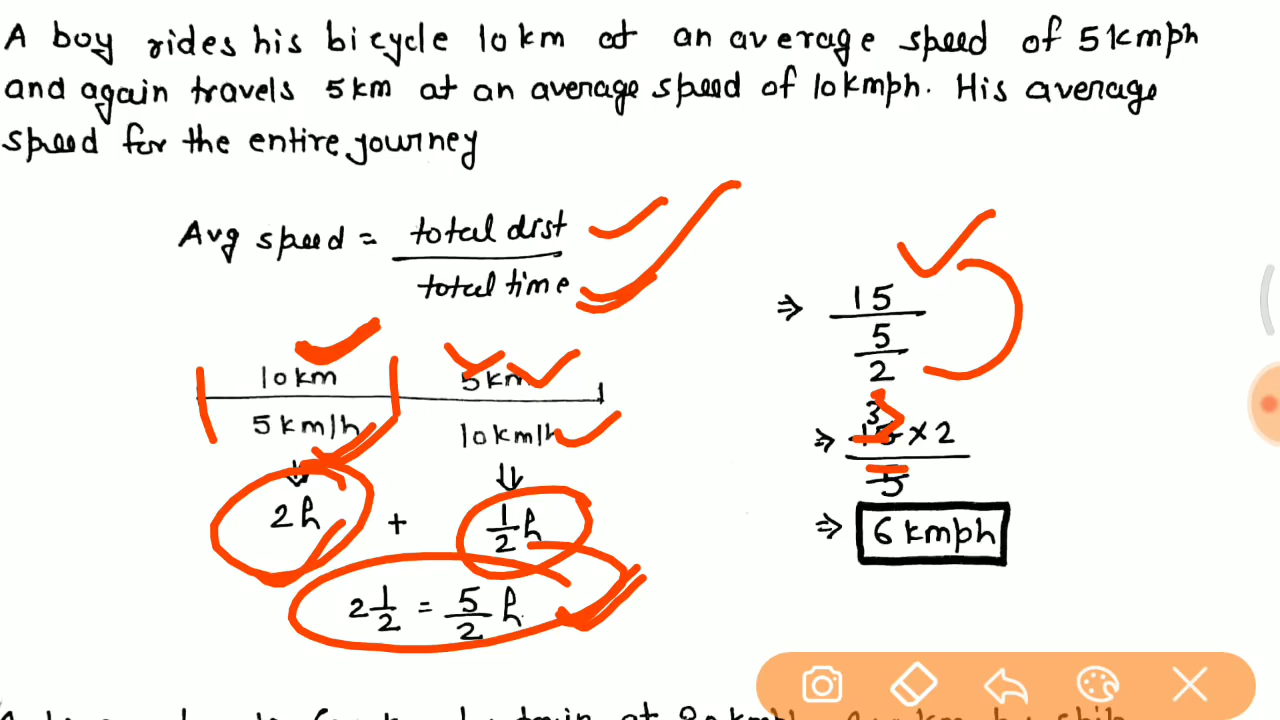 A boy rides his bicycle 10km at an average speed of 5kmph
and again travels 5km at an average speed of 10kmph. His average
speed for the entire journey
Avg speed = total dist
total time
10km 5km
5km/h 10km/h
2h + 1/2 h
2 1/2 = 5/2 h
⇒ 15
5
2
3
⇒ 15 × 2
5
⇒ 6 kmph